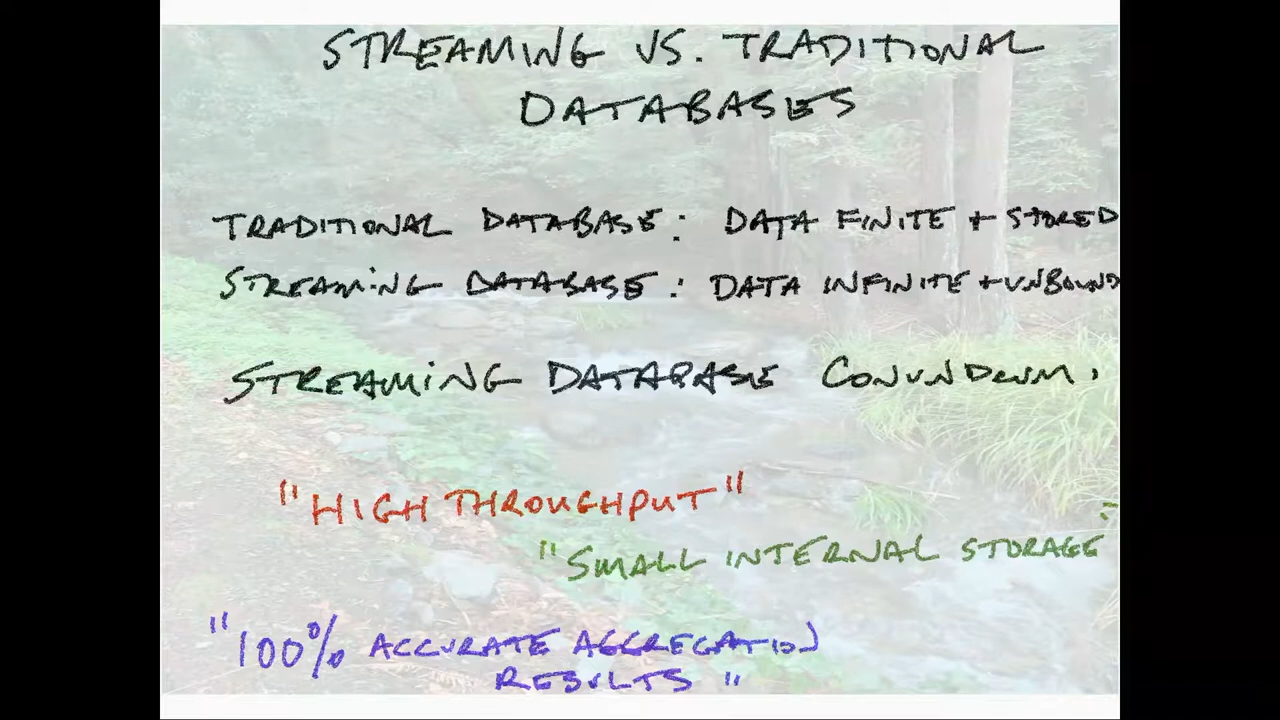 STREAMING VS. TRADITIONAL
DATABASES
TRADITIONAL DATABASE: DATA FINITE + STORED
STREAMING DATABASE: DATA INFINITE + UNBOUND
STREAMING DATABASE CONUNDRUM:
"HIGH THROUGHPUT"
"SMALL INTERNAL STORAGE"
"100% ACCURATE AGGREGATION
RESULTS"